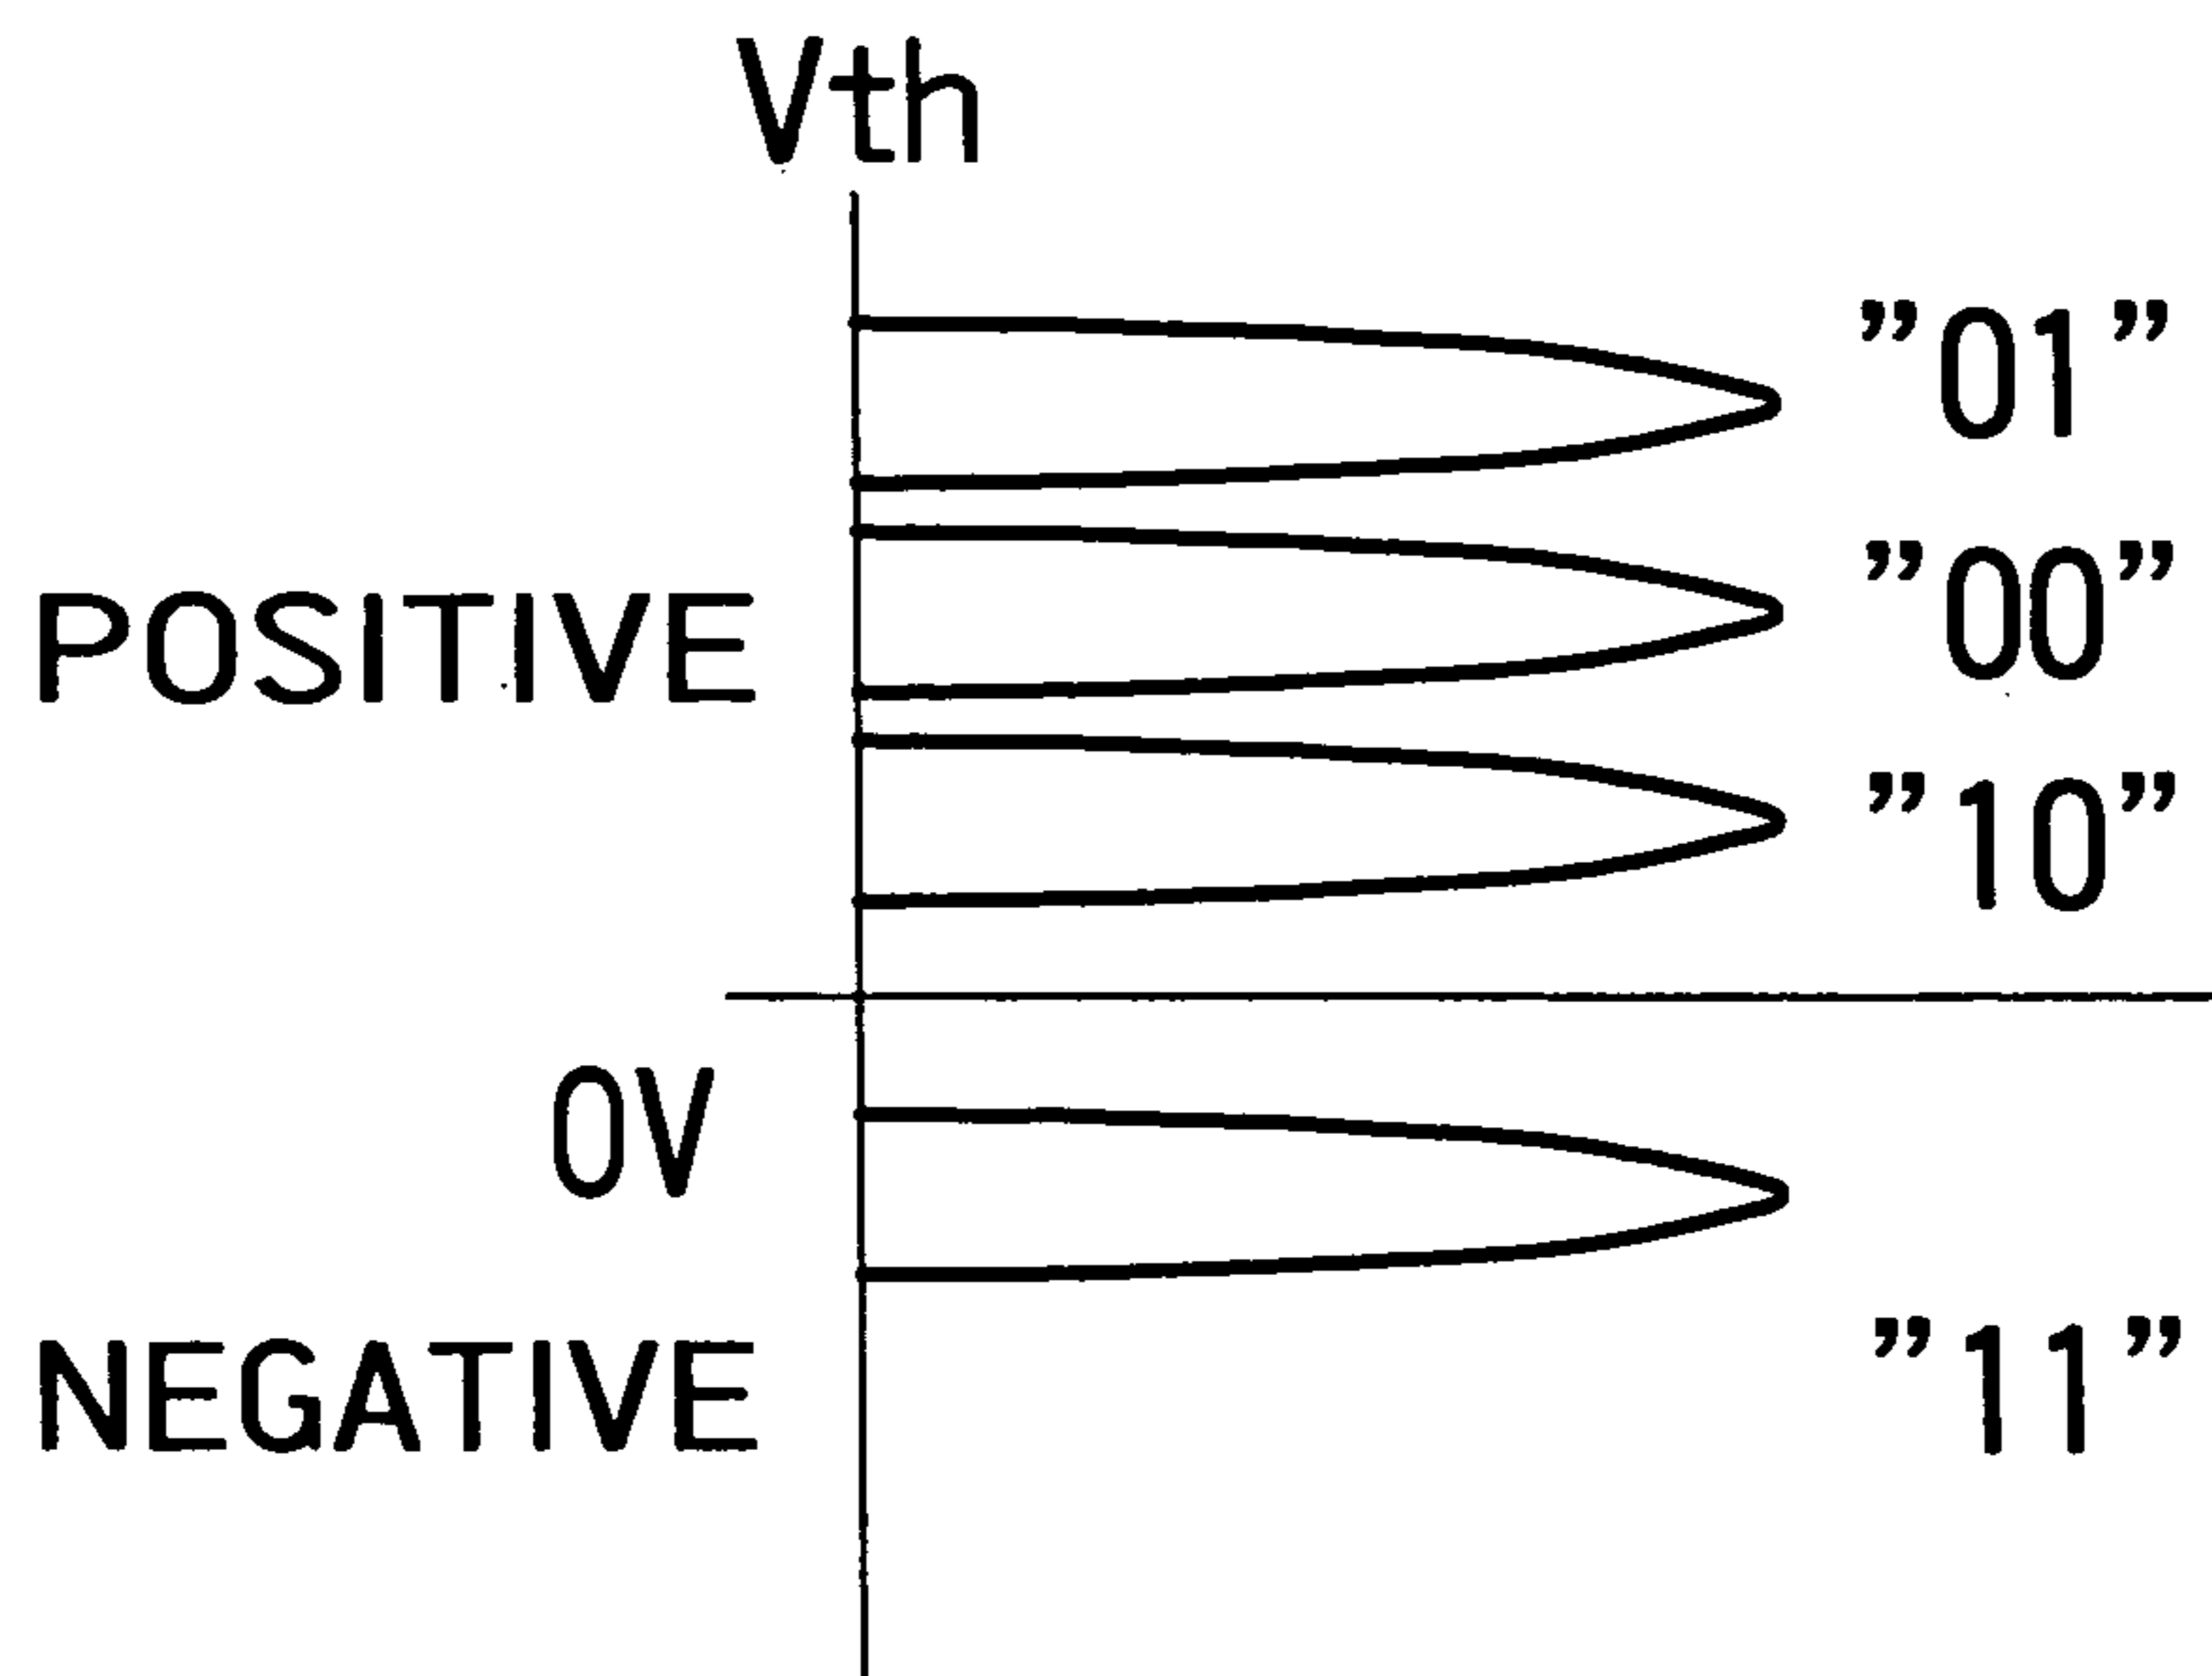 Vth
”01”
”00”
POSITIVE
”10”
0V
”11”
NEGATIVE